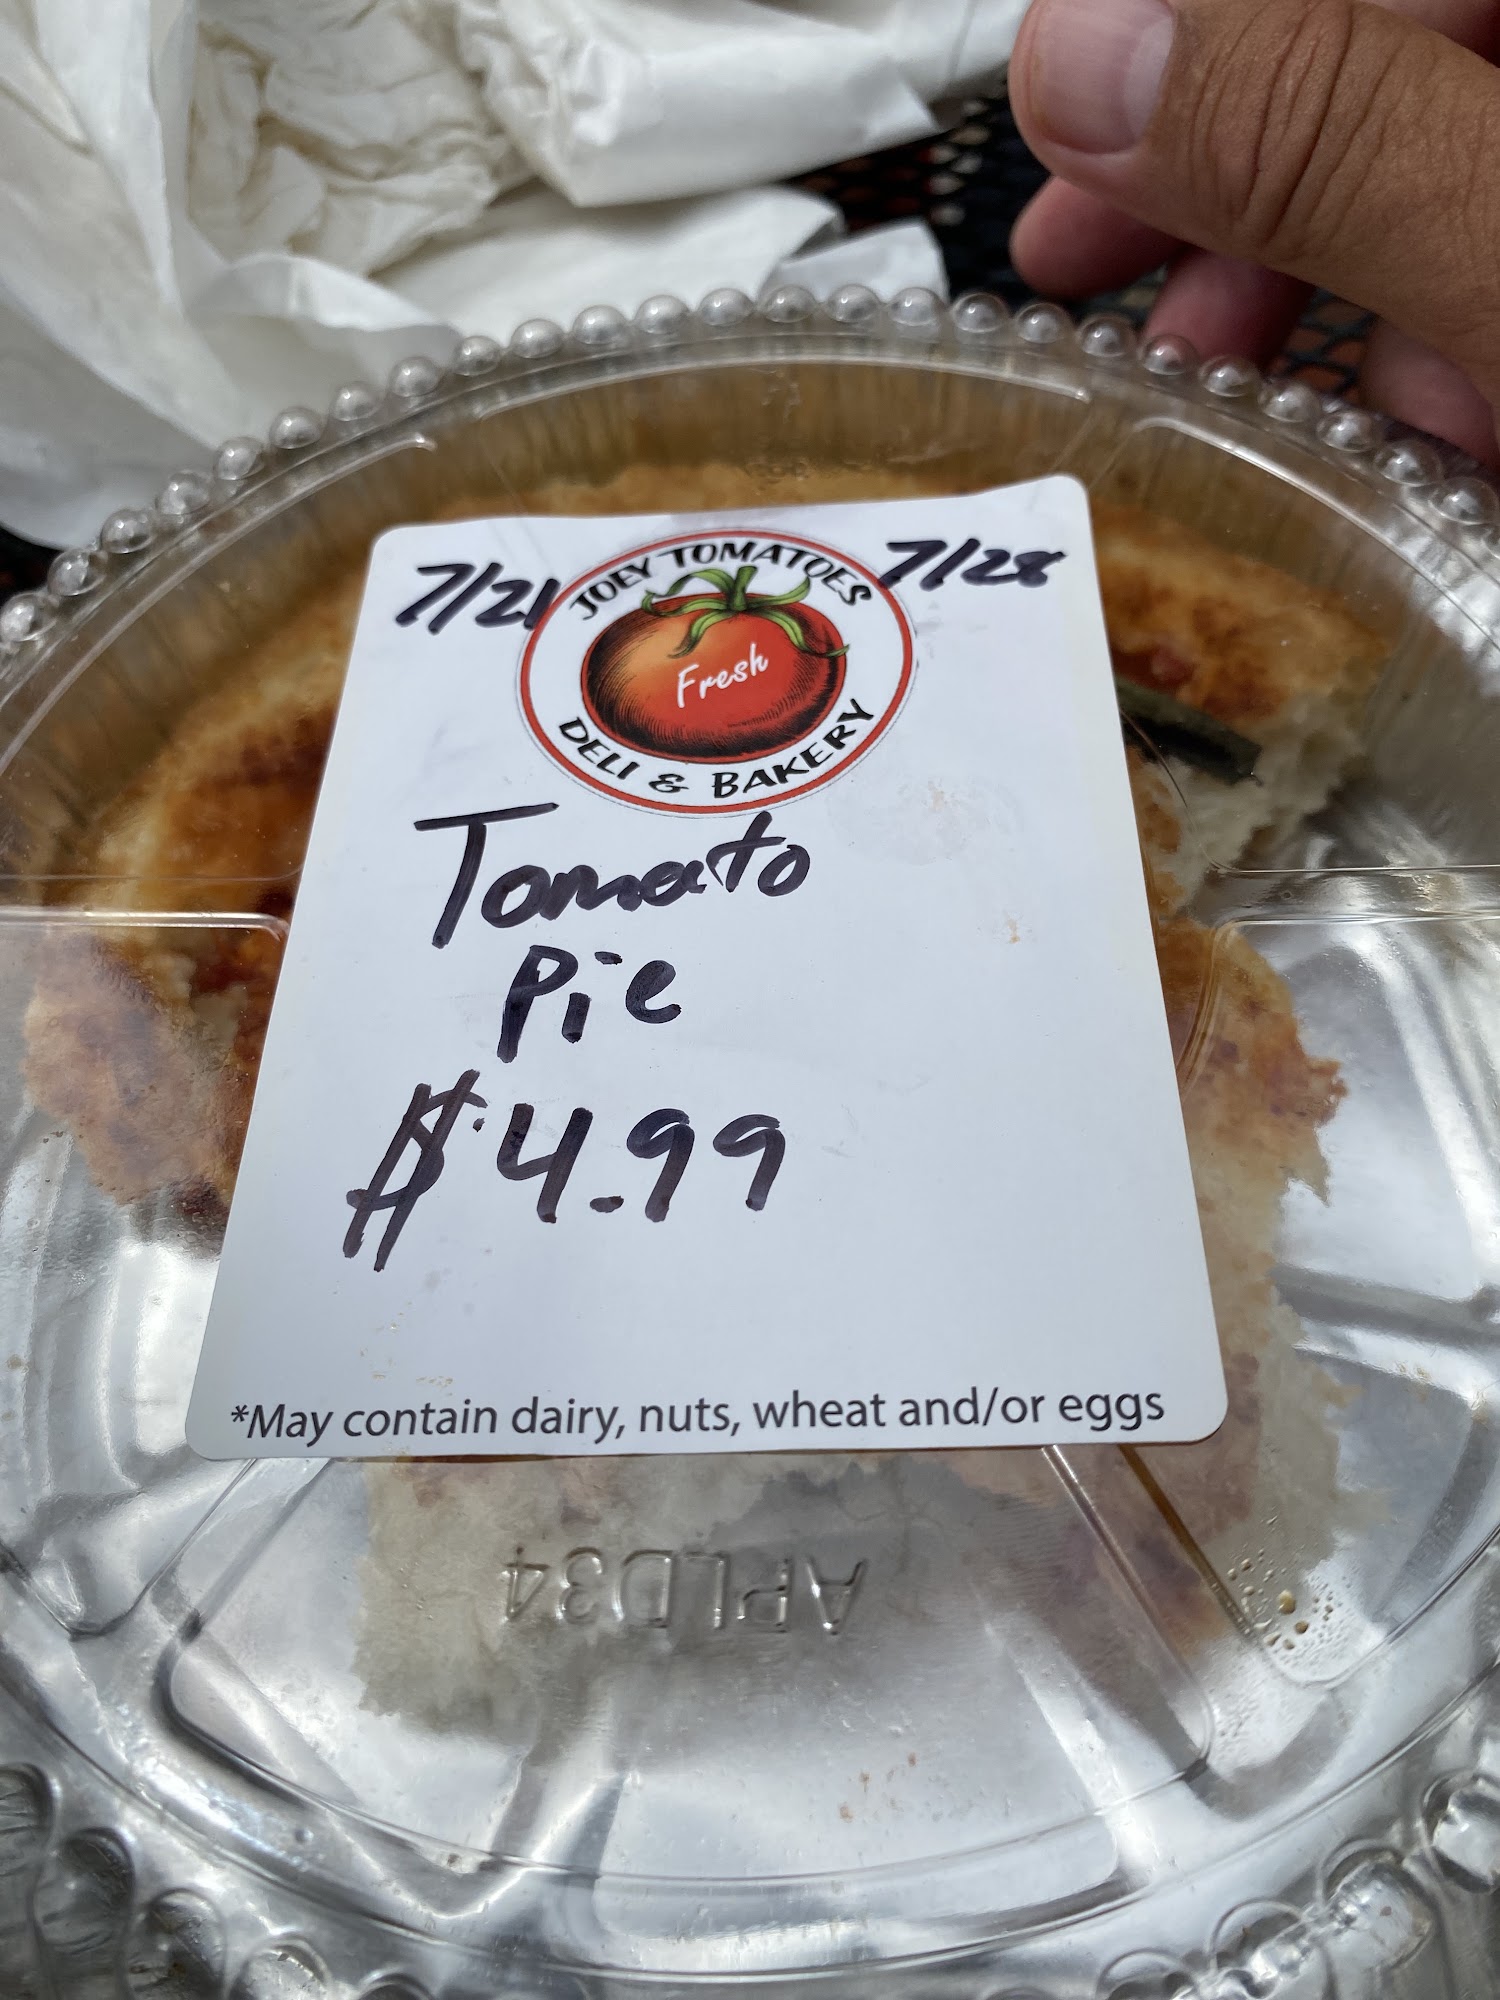 7/21
JOEY TOMATOES
7/28
Fresh
DELI & BAKERY
Tomato
Pie
$4.99
*May contain dairy, nuts, wheat and/or eggs
APLD34